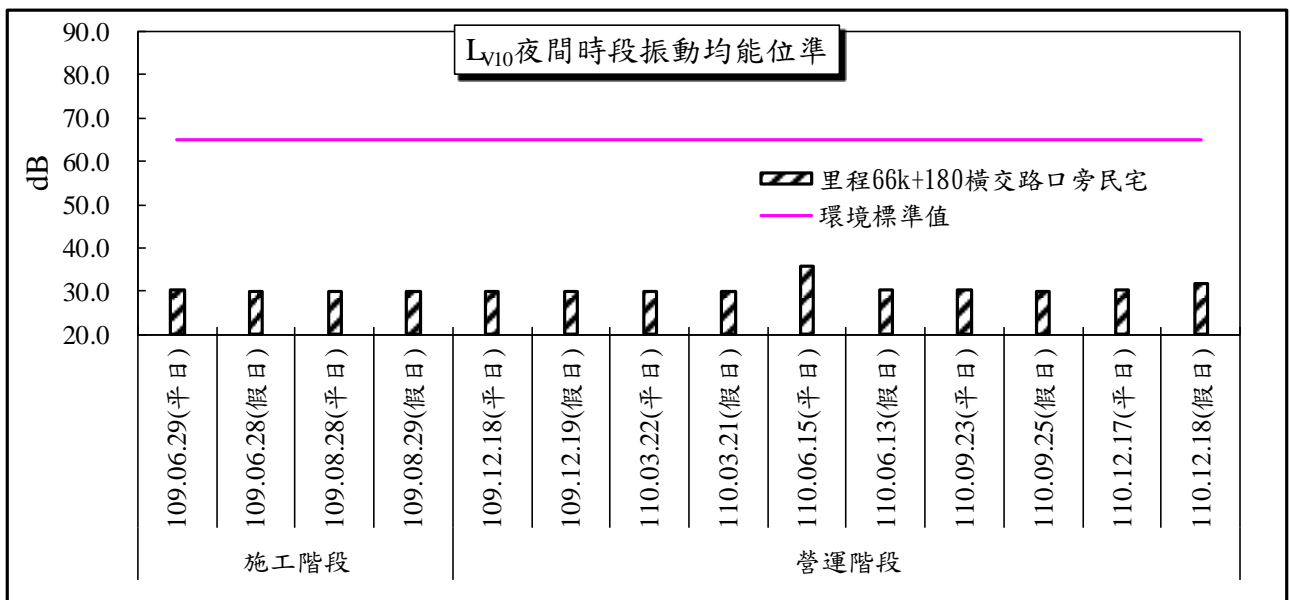 L_V10夜間時段振動均能位準
90.0
80.0
70.0
60.0
50.0
40.0
30.0
20.0
dB
里程66k+180橫交路口旁民宅
環境標準值
109.06.29(平日)
109.06.28(假日)
109.08.28(平日)
109.08.29(假日)
109.12.18(平日)
109.12.19(假日)
110.03.22(平日)
110.03.21(假日)
110.06.15(平日)
110.06.13(假日)
110.09.23(平日)
110.09.25(假日)
110.12.17(平日)
110.12.18(假日)
施工階段
營運階段